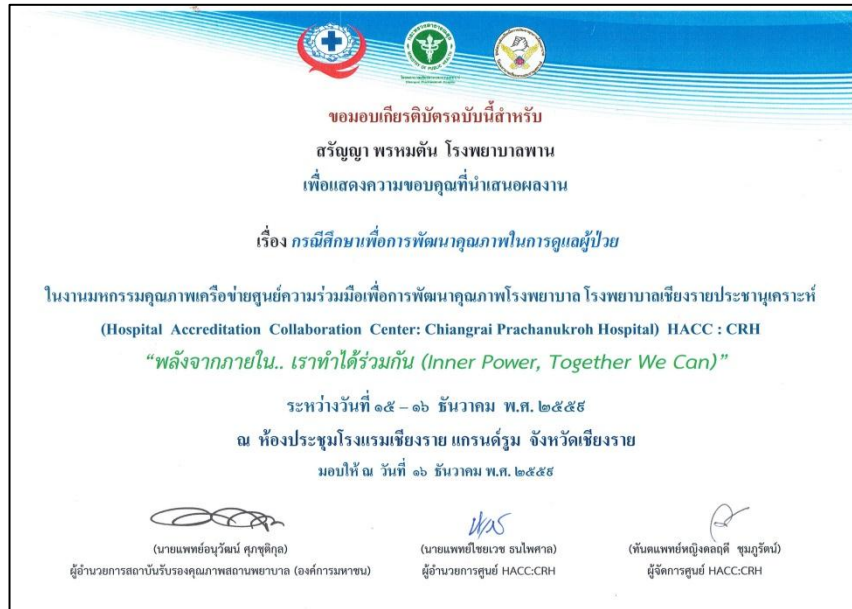 ขอมอบเกียรติบัตรฉบับนี้สำหรับ
สรัญญา พรหมตัน โรงพยาบาลพาน
เพื่อแสดงความขอบคุณที่นำเสนอผลงาน
เรื่อง กรณีศึกษาเพื่อการพัฒนาคุณภาพในการดูแลผู้ป่วย
ในงานมหกรรมคุณภาพเครือข่ายศูนย์ความร่วมมือเพื่อการพัฒนาคุณภาพโรงพยาบาล โรงพยาบาลเชียงรายประชานุเคราะห์
(Hospital Accreditation Collaboration Center: Chiangrai Prachanukroh Hospital) HACC : CRH
“พลังจากภายใน.. เราทำได้ร่วมกัน (Inner Power, Together We Can)”
ระหว่างวันที่ ๑๕ – ๑๖ ธันวาคม พ.ศ. ๒๕๕๙
ณ ห้องประชุมโรงแรมเชียงราย แกรนด์รูม จังหวัดเชียงราย
มอบให้ ณ วันที่ ๑๖ ธันวาคม พ.ศ. ๒๕๕๙
(นายแพทย์อนุวัฒน์ ศุภชุติกุล) (นายแพทย์ไชยเวช ธนไพศาล) (ทันตแพทย์หญิงดลฤดี ชุมภูรัตน์)
ผู้อำนวยการสถาบันรับรองคุณภาพสถานพยาบาล (องค์การมหาชน) ผู้อำนวยการศูนย์ HACC:CRH ผู้จัดการศูนย์ HACC:CRH